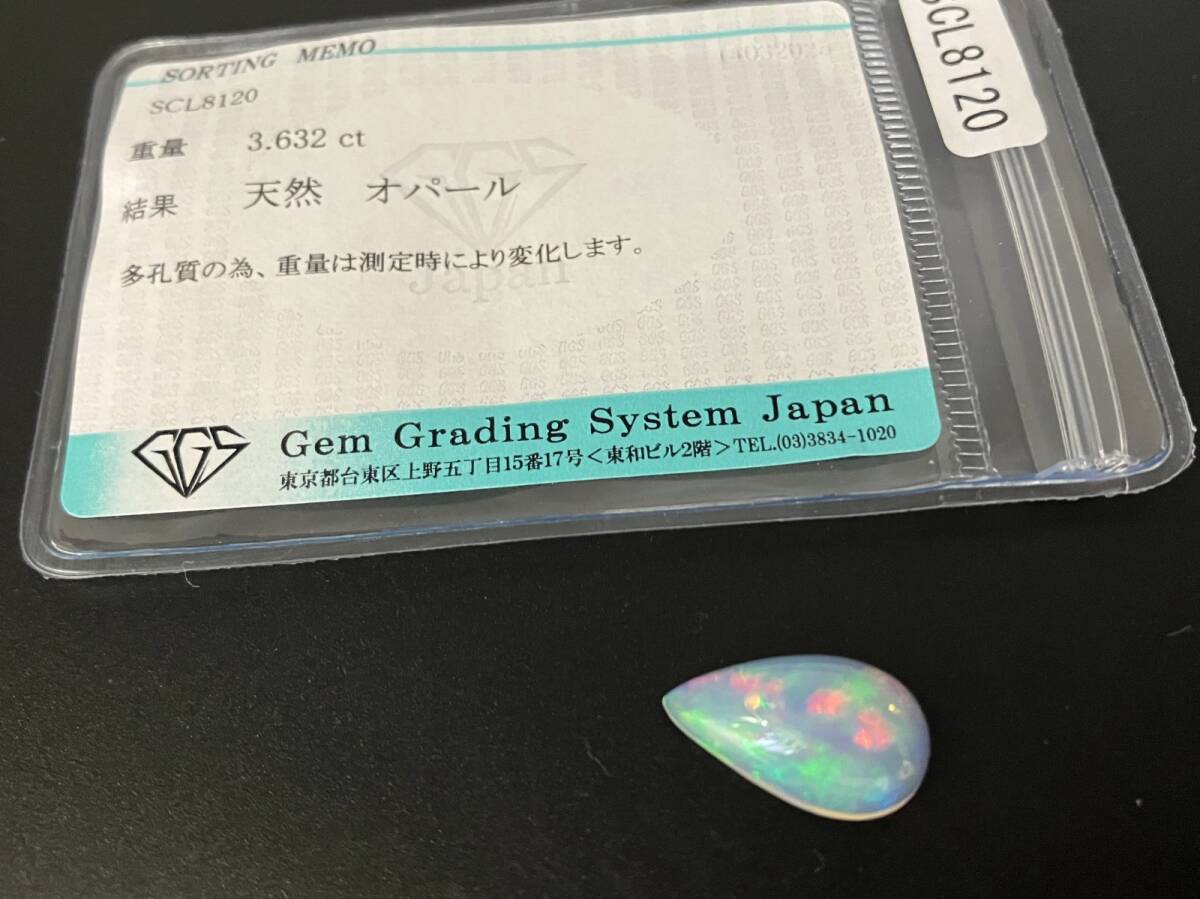 SORTING MEMO
SCL8120
重量 3.632 ct
結果 天然 オパール
多孔質の為、重量は測定時により変化します。
Japan
GGS
Gem Grading System Japan
東京都台東区上野五丁目15番17号<東和ビル2階>TEL.(03)3834-1020
SCL8120